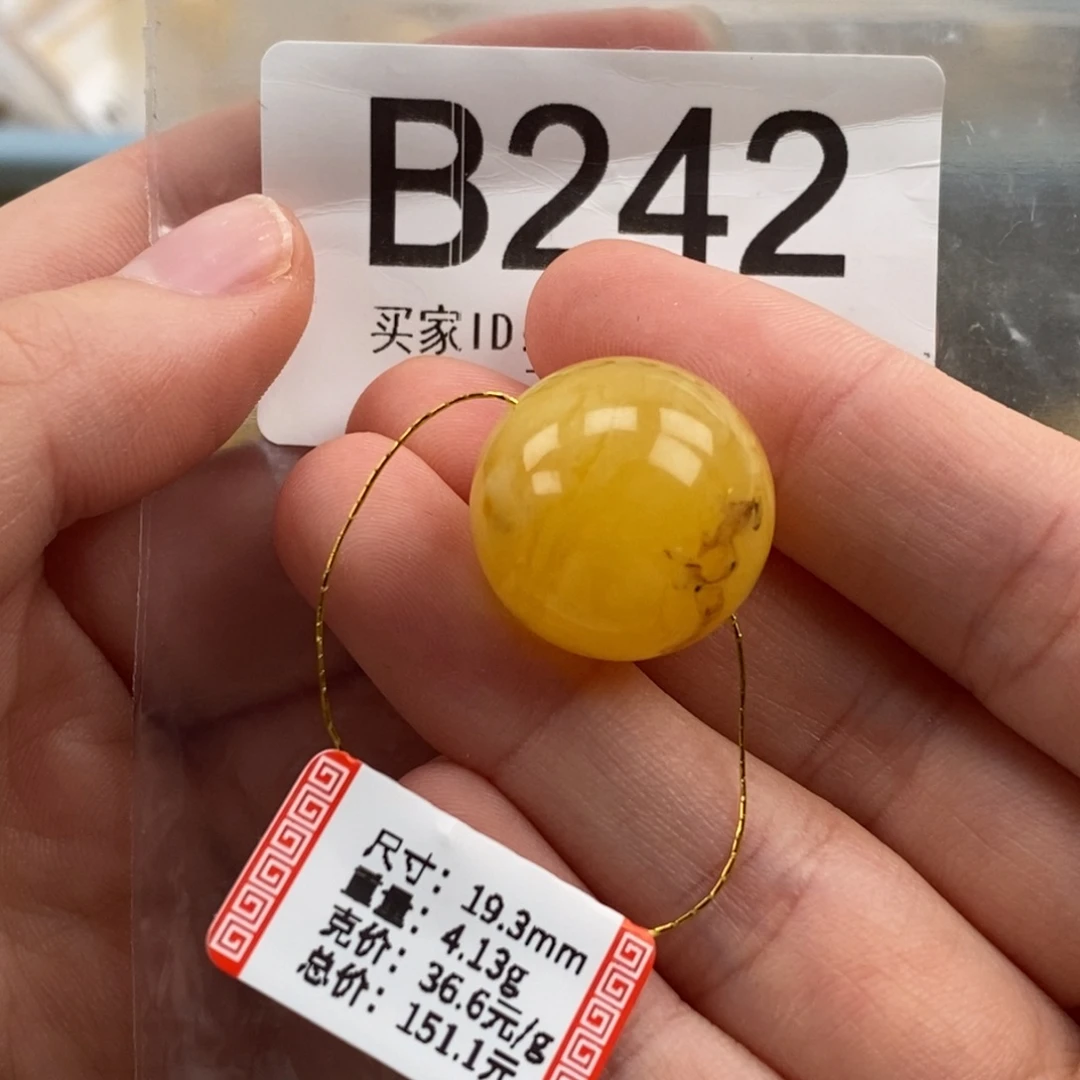 B242
买家ID:
尺寸: 19.3mm
重量: 4.13g
克价: 36.6元/g
总价: 151.1元